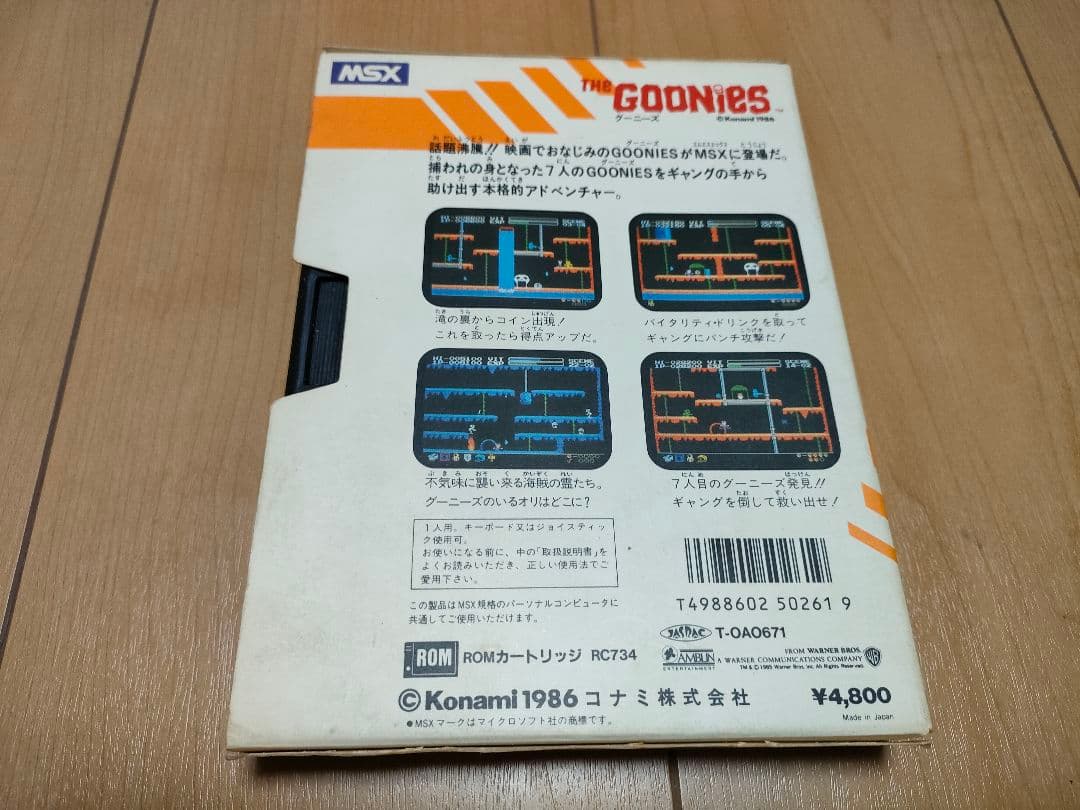 MSX
THE GOONIES™
グーニーズ
©Konami 1986
話題沸騰!! 映画でおなじみのGOONIESがMSXに登場だ。
捕われの身となった7人のGOONIESをギャングの手から
助け出す本格的アドベンチャー。
滝の裏からコイン出現!
これを取ったら得点アップだ。
バイタリティ・ドリンクを取って
ギャングにパンチ攻撃だ!
不気味に襲い来る海賊の霊たち。
グーニーズのいるオリはどこに?
7人目のグーニーズ発見!!
ギャングを倒して救い出せ!
1人用。キーボード又はジョイスティッ
ク使用可。
お使いになる前に、中の「取扱説明書」を
よくお読みいただき、正しい使用法でご
愛用下さい。
この製品はMSX規格のパーソナルコンピュータに
共通してご使用いただけます。
T4988602 50261 9
JASRAC T-OAO671
ROM ROMカートリッジ RC734
AMBLIN
ENTERTAINMENT
FROM WARNER BROS.
A WARNER COMMUNICATIONS COMPANY
TM & © 1985 Warner Bros. Inc. All Rights Reserved.
©Konami 1986 コナミ株式会社 ¥4,800
●MSXマークはマイクロソフト社の商標です。
Made in Japan